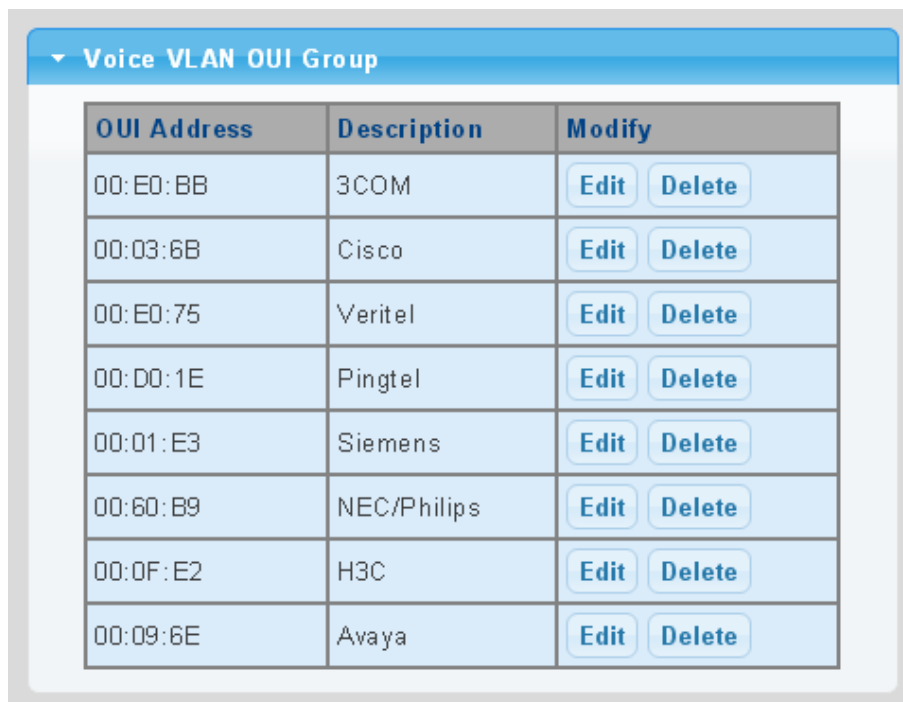 Voice VLAN OUI Group
OUI Address Description Modify
00:E0:BB 3COM Edit Delete
00:03:6B Cisco Edit Delete
00:E0:75 Veritel Edit Delete
00:D0:1E Pingtel Edit Delete
00:01:E3 Siemens Edit Delete
00:60:B9 NEC/Philips Edit Delete
00:0F:E2 H3C Edit Delete
00:09:6E Avaya Edit Delete